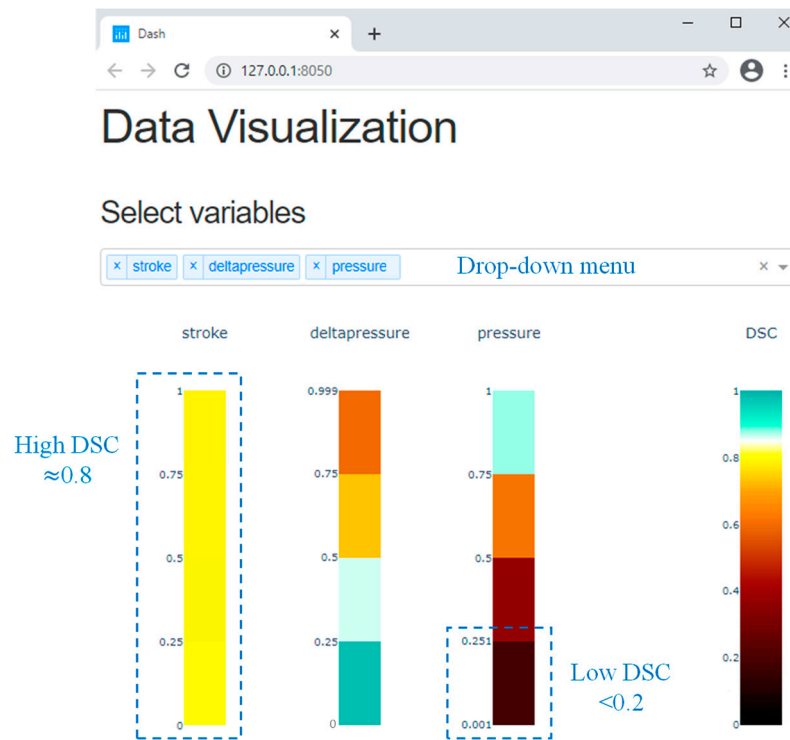 Dash
127.0.0.1:8050
Data Visualization
Select variables
× stroke × deltapressure × pressure Drop-down menu ×
stroke deltapressure pressure DSC
1 0.999 1 1
High DSC
≈0.8
0.8
0.75 0.75 0.75
0.6
0.5 0.5 0.5
0.4
0.25 0.25 0.251
0.2
Low DSC
<0.2
0 0 0.001 0